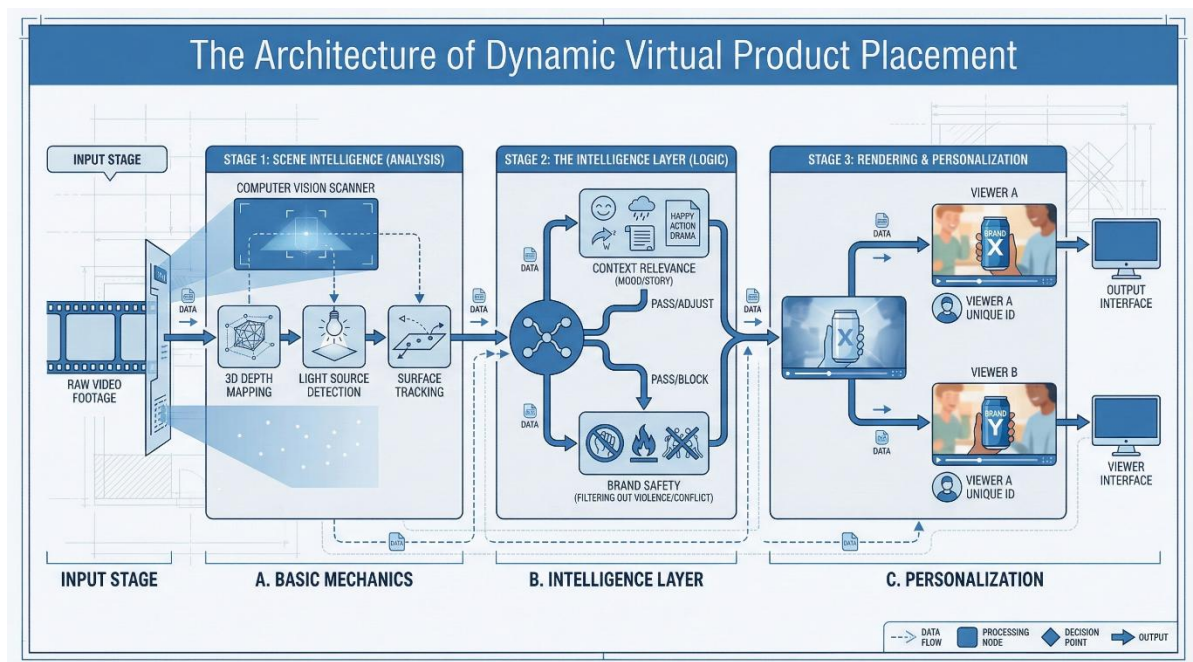 The Architecture of Dynamic Virtual Product Placement
INPUT STAGE
RAW VIDEO
FOOTAGE
DATA
STAGE 1: SCENE INTELLIGENCE (ANALYSIS)
COMPUTER VISION SCANNER
3D DEPTH
MAPPING
LIGHT SOURCE
DETECTION
SURFACE
TRACKING
DATA
DATA
STAGE 2: THE INTELLIGENCE LAYER (LOGIC)
DATA
DATA
HAPPY
ACTION
DRAMA
CONTEXT RELEVANCE
(MOOD/STORY)
PASS/ADJUST
PASS/BLOCK
BRAND SAFETY
(FILTERING OUT VIOLENCE/CONFLICT)
DATA
STAGE 3: RENDERING & PERSONALIZATION
X
DATA
DATA
VIEWER A
BRAND
X
VIEWER A
UNIQUE ID
VIEWER B
BRAND
Y
VIEWER A
UNIQUE ID
OUTPUT
INTERFACE
VIEWER
INTERFACE
DATA
INPUT STAGE
A. BASIC MECHANICS
B. INTELLIGENCE LAYER
C. PERSONALIZATION
DATA
FLOW
PROCESSING
NODE
DECISION
POINT
OUTPUT